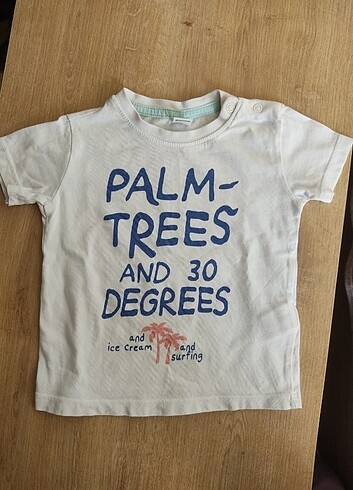 PALM-
TREES
AND 30
DEGREES
and
ice cream and
surfing